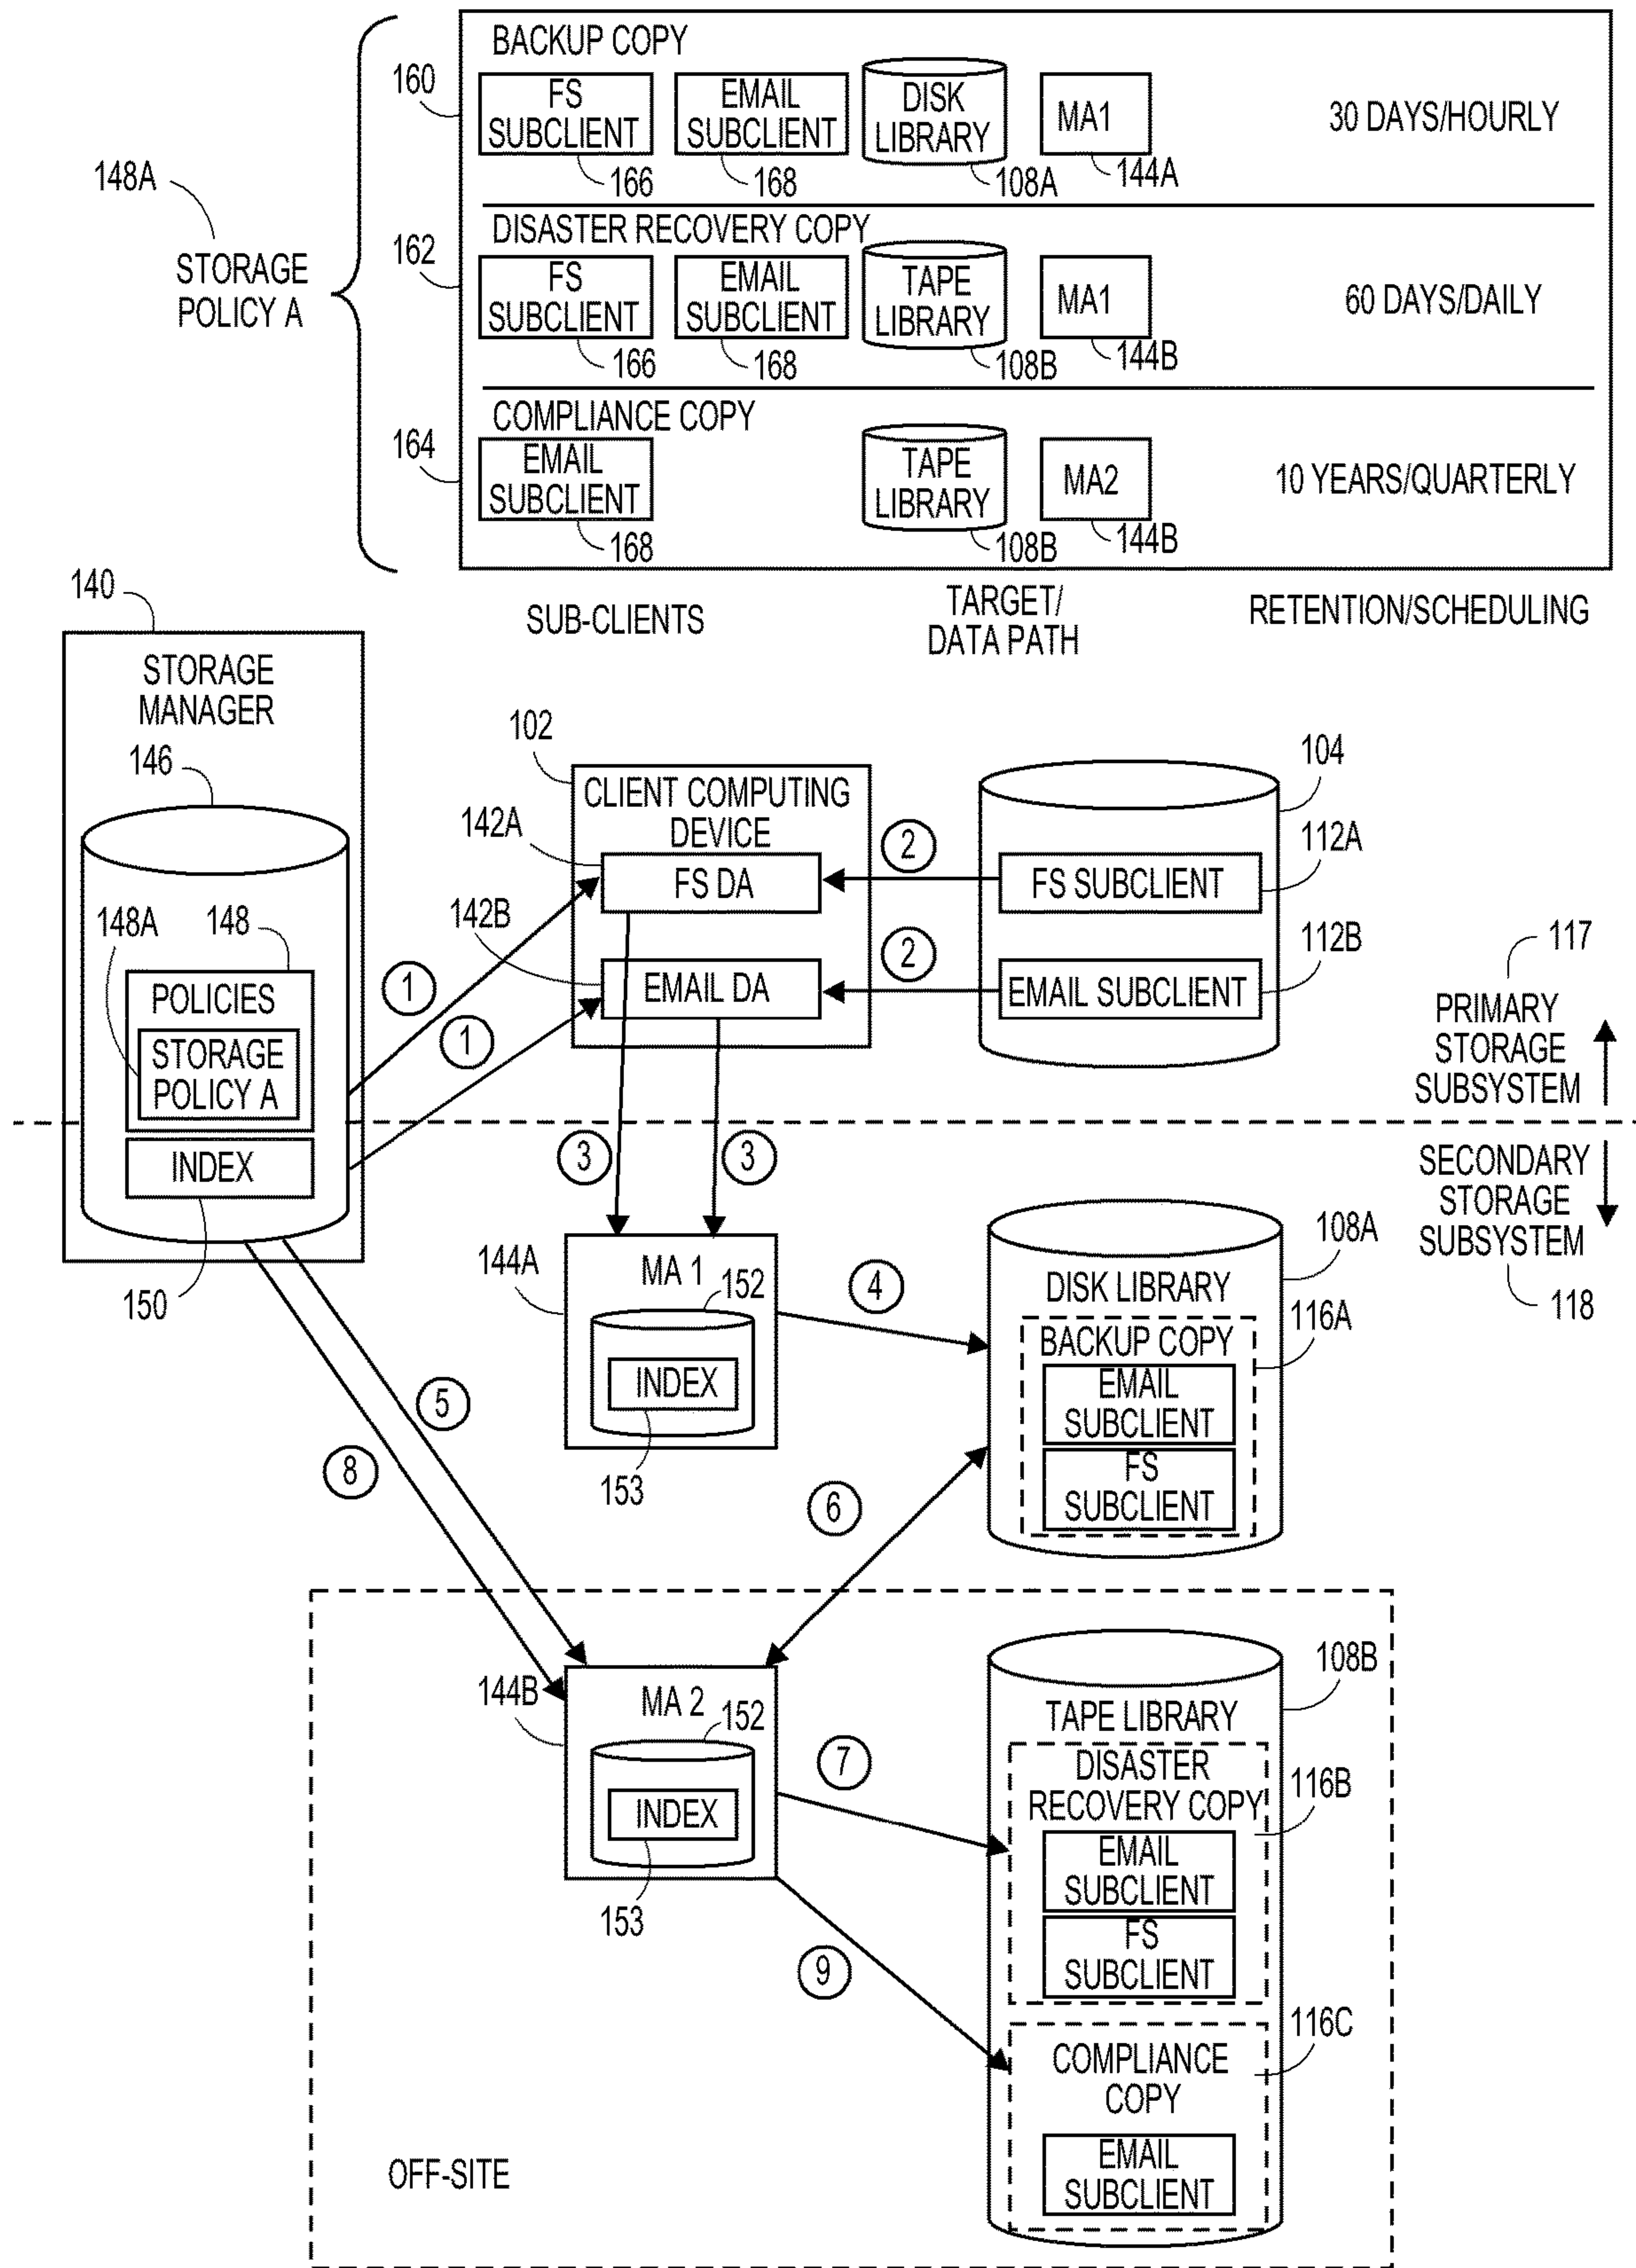 BACKUP COPY
160
FS
SUBCLIENT
166
EMAIL
SUBCLIENT
168
DISK
LIBRARY
108A
MA1
144A
30 DAYS/HOURLY
148A
STORAGE
POLICY A
DISASTER RECOVERY COPY
162
FS
SUBCLIENT
166
EMAIL
SUBCLIENT
168
TAPE
LIBRARY
108B
MA1
144B
60 DAYS/DAILY
COMPLIANCE COPY
164
EMAIL
SUBCLIENT
168
TAPE
LIBRARY
108B
MA2
144B
10 YEARS/QUARTERLY
SUB-CLIENTS
TARGET/
DATA PATH
RETENTION/SCHEDULING
140
STORAGE
MANAGER
146
148A
148
POLICIES
STORAGE
POLICY A
INDEX
150
102
CLIENT COMPUTING
DEVICE
142A
FS DA
142B
EMAIL DA
104
FS SUBCLIENT
112A
EMAIL SUBCLIENT
112B
1
1
2
2
117
PRIMARY
STORAGE
SUBSYSTEM
SECONDARY
STORAGE
SUBSYSTEM
118
3
3
144A
MA 1
152
INDEX
153
4
108A
DISK LIBRARY
116A
BACKUP COPY
EMAIL
SUBCLIENT
FS
SUBCLIENT
5
8
6
144B
MA 2
152
INDEX
153
7
9
108B
TAPE LIBRARY
DISASTER
RECOVERY COPY
116B
EMAIL
SUBCLIENT
FS
SUBCLIENT
116C
COMPLIANCE
COPY
EMAIL
SUBCLIENT
OFF-SITE